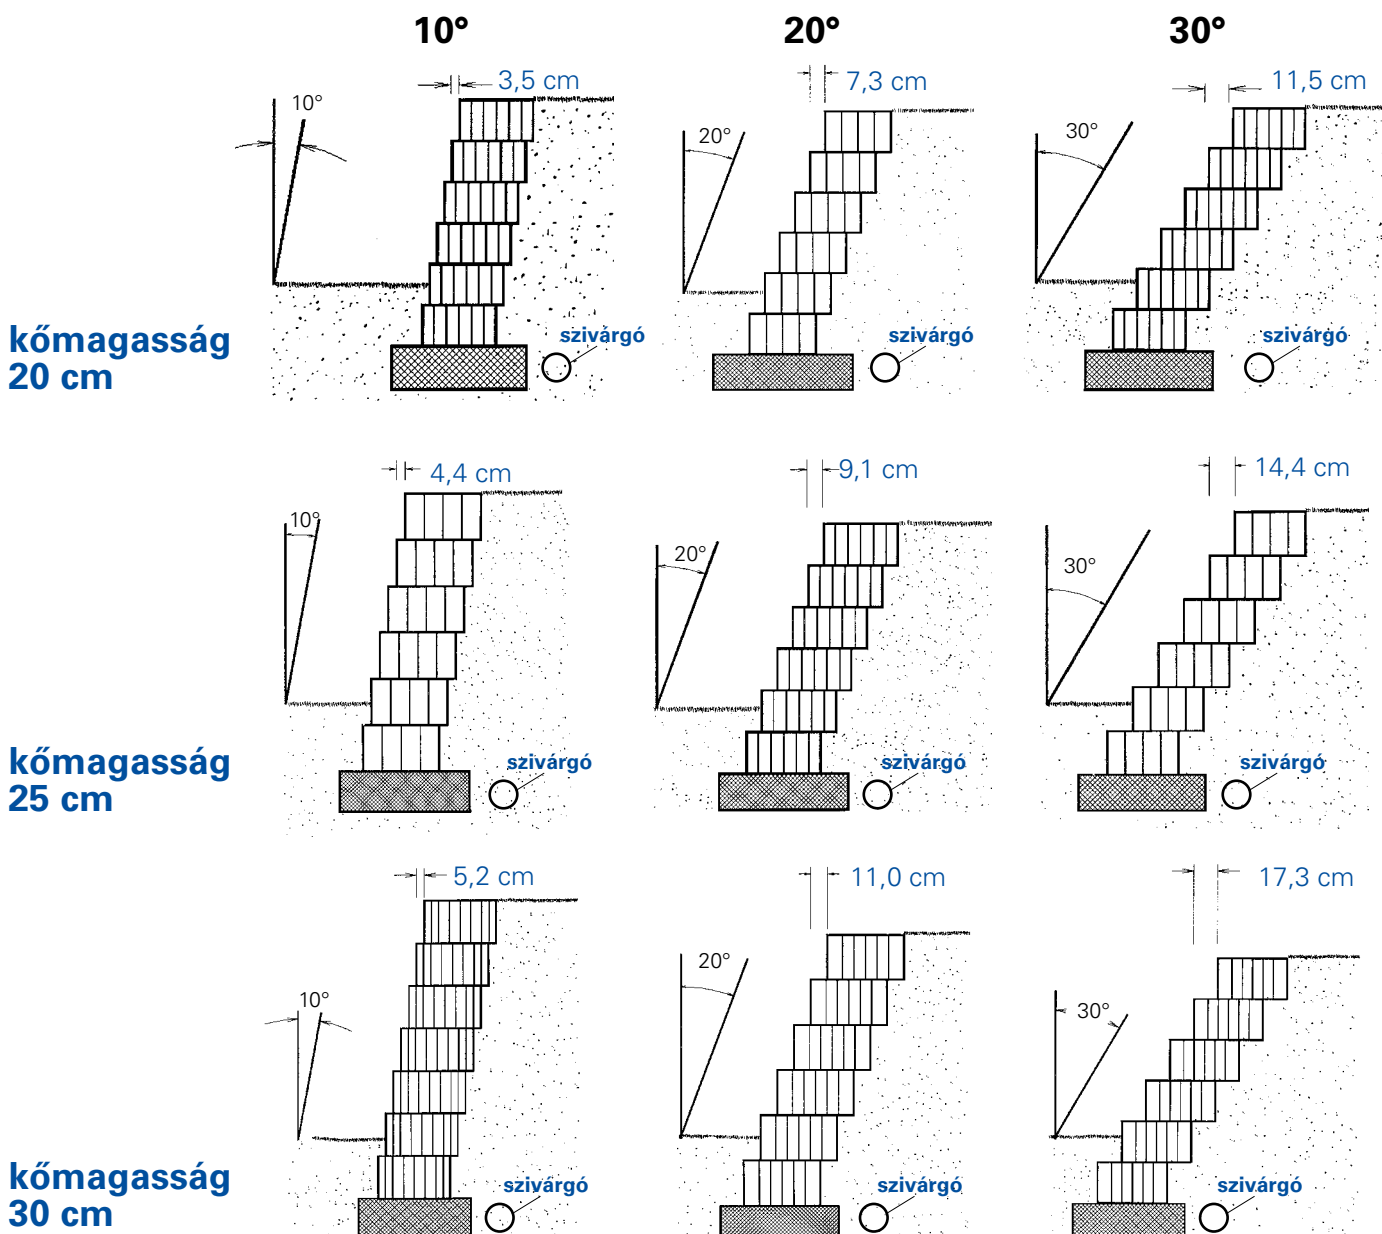 10° 20° 30°
3,5 cm 7,3 cm 11,5 cm
10° 20° 30°
kőmagasság
20 cm
szivárgó szivárgó szivárgó
4,4 cm 9,1 cm 14,4 cm
10° 20° 30°
kőmagasság
25 cm
szivárgó szivárgó szivárgó
5,2 cm 11,0 cm 17,3 cm
10° 20° 30°
kőmagasság
30 cm
szivárgó szivárgó szivárgó